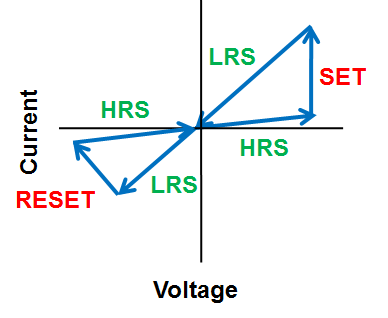 LRS
SET
HRS
Current
HRS
LRS
RESET
Voltage